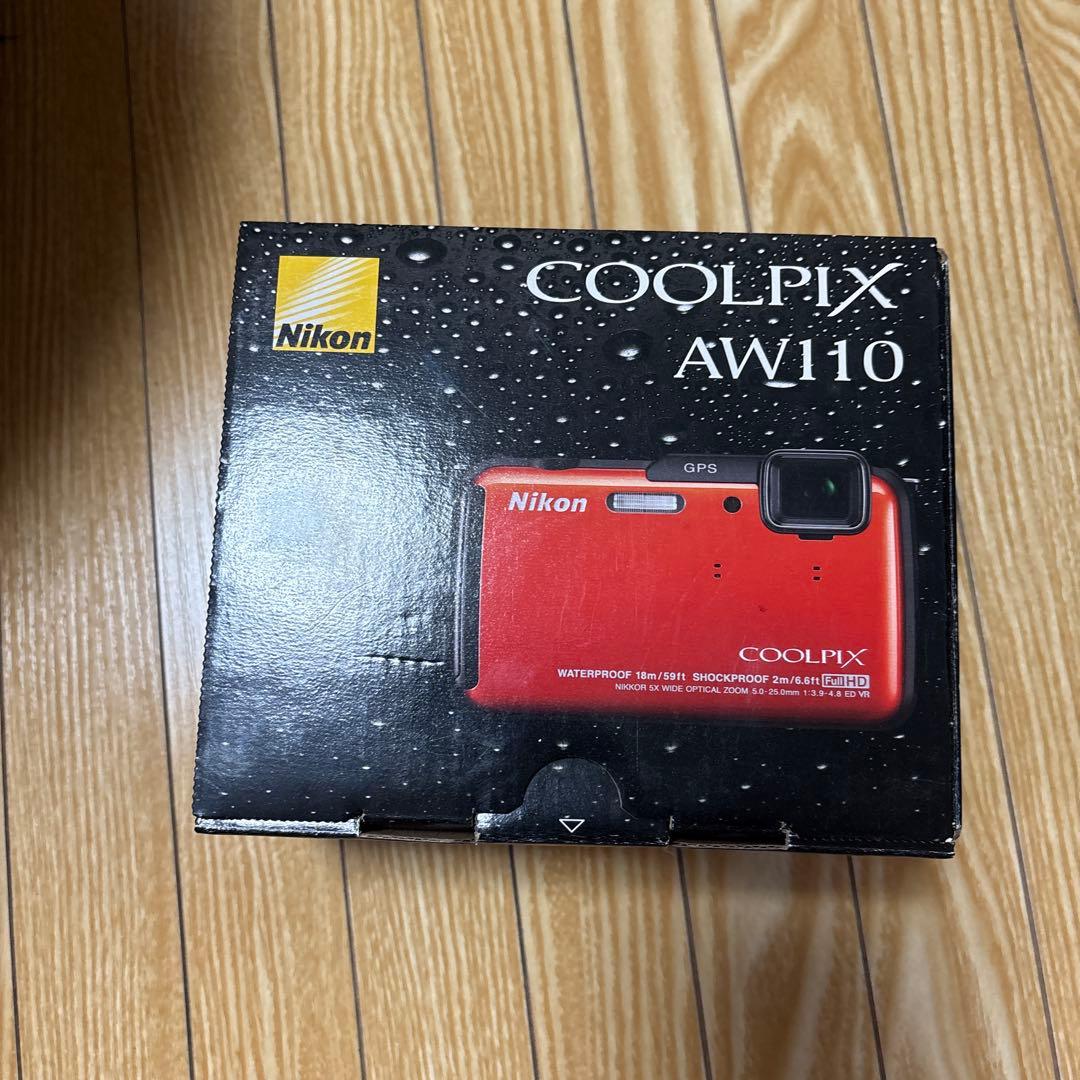 Nikon
COOLPIX
AW110
GPS
Nikon
COOLPIX
WATERPROOF 18m/59ft SHOCKPROOF 2m/6.6ft Full HD
NIKKOR 5X WIDE OPTICAL ZOOM 5.0-25.0mm 1:3.9-4.8 ED VR